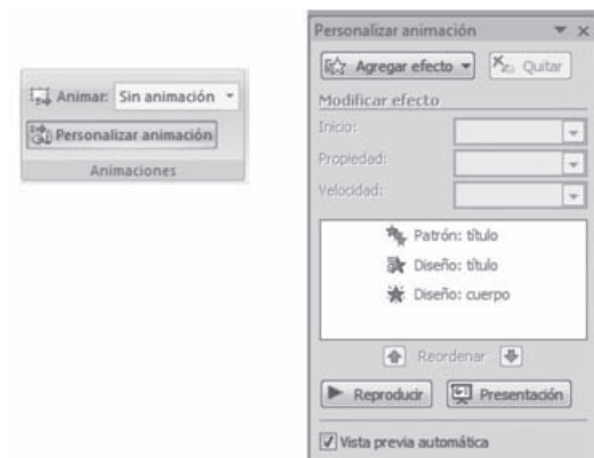 Animar: Sin animación
Personalizar animación
Animaciones
Personalizar animación
Agregar efecto
Quitar
Modificar efecto
Inicio:
Propiedad:
Velocidad:
Patrón: título
Diseño: título
Diseño: cuerpo
Reordenar
Reproducir
Presentación
Vista previa automática